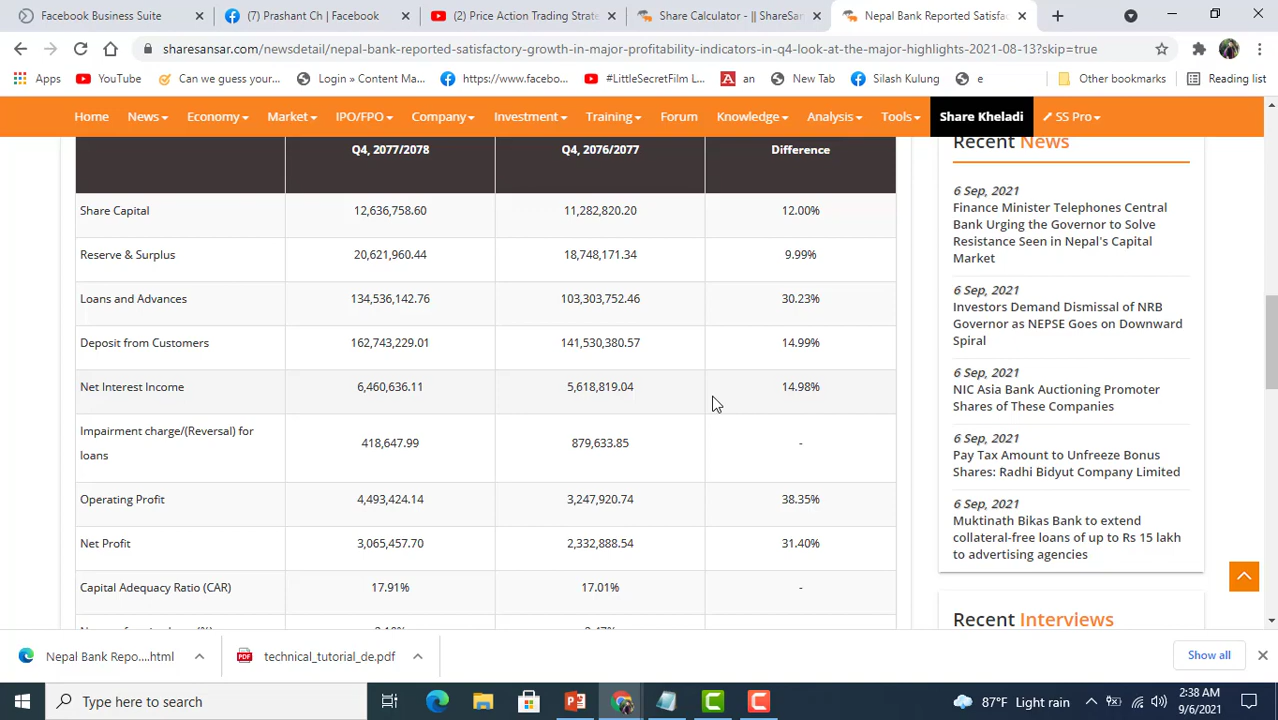 Facebook Business Suite
(7) Prashant Ch | Facebook
(2) Price Action Trading Strate
Share Calculator - || ShareSan
Nepal Bank Reported Satisfac
sharesansar.com/newsdetail/nepal-bank-reported-satisfactory-growth-in-major-profitability-indicators-in-q4-look-at-the-major-highlights-2021-08-13?skip=true
Apps YouTube Can we guess your... Login » Content Ma... https://www.facebo... #LittleSecretFilm L... an New Tab Silash Kulung e Other bookmarks Reading list
Home News Economy Market IPO/FPO Company Investment Training Forum Knowledge Analysis Tools Share Kheladi SS Pro
Q4, 2077/2078 Q4, 2076/2077 Difference
Share Capital 12,636,758.60 11,282,820.20 12.00%
Reserve & Surplus 20,621,960.44 18,748,171.34 9.99%
Loans and Advances 134,536,142.76 103,303,752.46 30.23%
Deposit from Customers 162,743,229.01 141,530,380.57 14.99%
Net Interest Income 6,460,636.11 5,618,819.04 14.98%
Impairment charge/(Reversal) for
loans 418,647.99 879,633.85 -
Operating Profit 4,493,424.14 3,247,920.74 38.35%
Net Profit 3,065,457.70 2,332,888.54 31.40%
Capital Adequacy Ratio (CAR) 17.91% 17.01% -
Recent News
6 Sep, 2021
Finance Minister Telephones Central
Bank Urging the Governor to Solve
Resistance Seen in Nepal's Capital
Market
6 Sep, 2021
Investors Demand Dismissal of NRB
Governor as NEPSE Goes on Downward
Spiral
6 Sep, 2021
NIC Asia Bank Auctioning Promoter
Shares of These Companies
6 Sep, 2021
Pay Tax Amount to Unfreeze Bonus
Shares: Radhi Bidyut Company Limited
6 Sep, 2021
Muktinath Bikas Bank to extend
collateral-free loans of up to Rs 15 lakh
to advertising agencies
Recent Interviews
Nepal Bank Repo....html
technical_tutorial_de.pdf
Show all
Type here to search
87°F Light rain
2:38 AM
9/6/2021